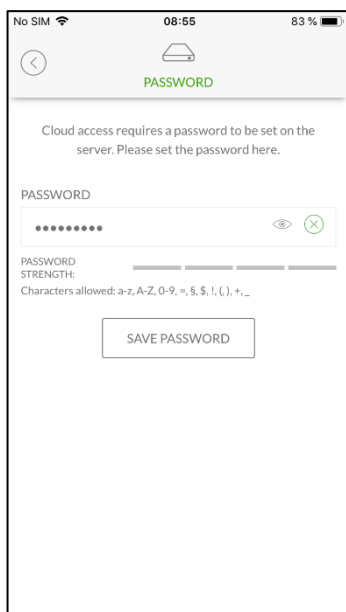 No SIM 08:55 83 %
PASSWORD
Cloud access requires a password to be set on the
server. Please set the password here.
PASSWORD
●●●●●●●●●
PASSWORD
STRENGTH:
Characters allowed: a-z, A-Z, 0-9, =, §, $, !, (, ), +, _
SAVE PASSWORD